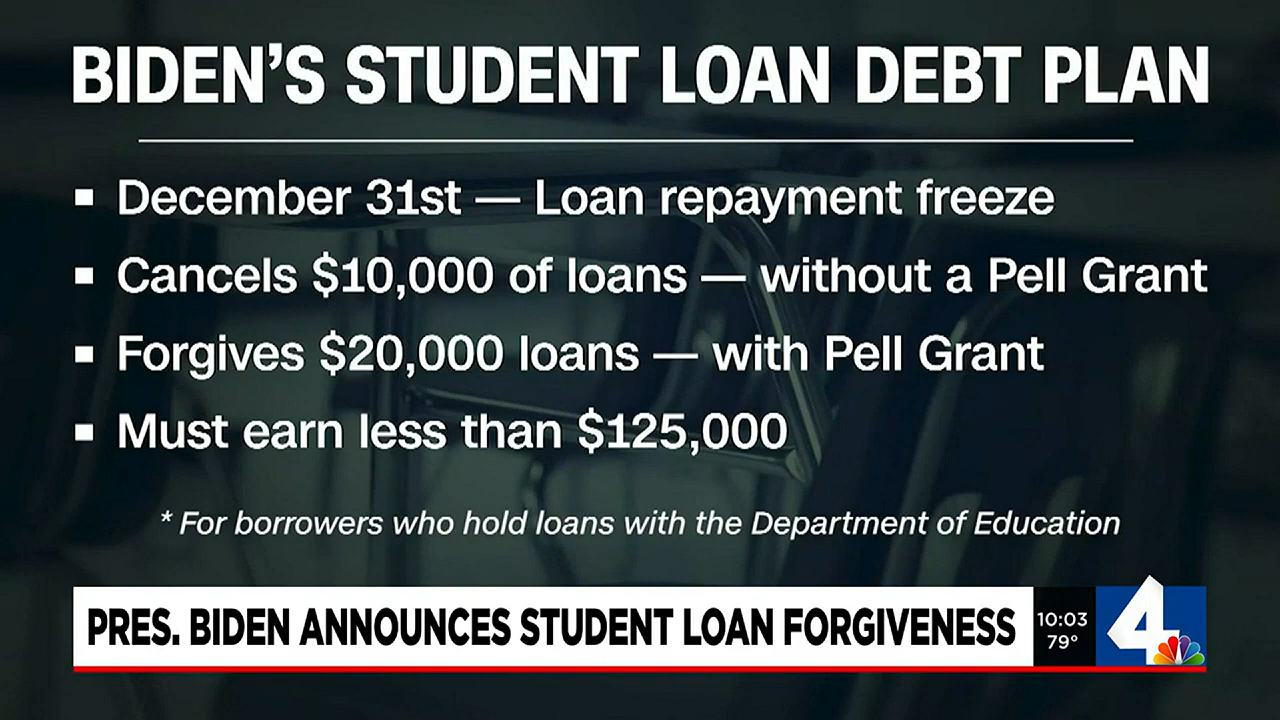 BIDEN'S STUDENT LOAN DEBT PLAN
▪ December 31st — Loan repayment freeze
▪ Cancels $10,000 of loans — without a Pell Grant
▪ Forgives $20,000 loans — with Pell Grant
▪ Must earn less than $125,000
* For borrowers who hold loans with the Department of Education
PRES. BIDEN ANNOUNCES STUDENT LOAN FORGIVENESS
10:03
79°
4